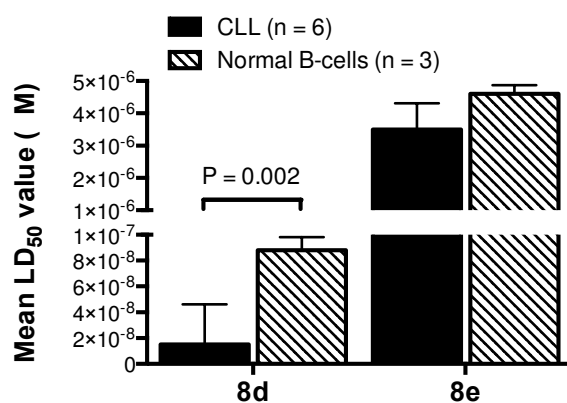 CLL (n = 6)
Normal B-cells (n = 3)
Mean LD₅₀ value ( M)
5×10⁻⁶
4×10⁻⁶
3×10⁻⁶
2×10⁻⁶
1×10⁻⁶
1×10⁻⁷
8×10⁻⁸
6×10⁻⁸
4×10⁻⁸
2×10⁻⁸
0
P = 0.002
8d
8e